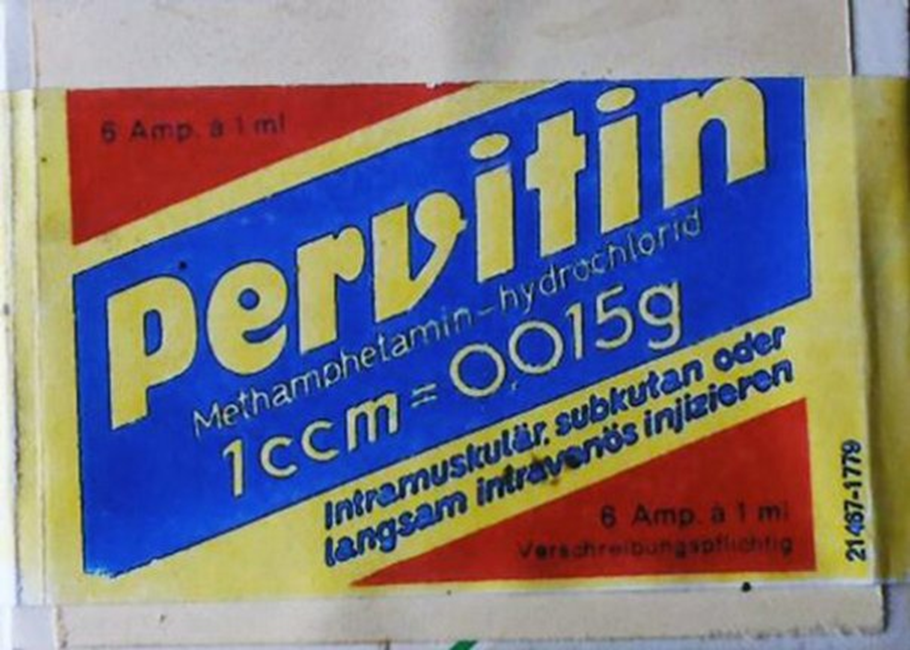 6 Amp. à 1 ml
Pervitin
Methamphetamin-hydrochlorid
1ccm = 0,015g
Intramuskulär, subkutan oder
langsam intravenös injizieren
6 Amp. à 1 ml
Verschreibungspflichtig
21467-1779